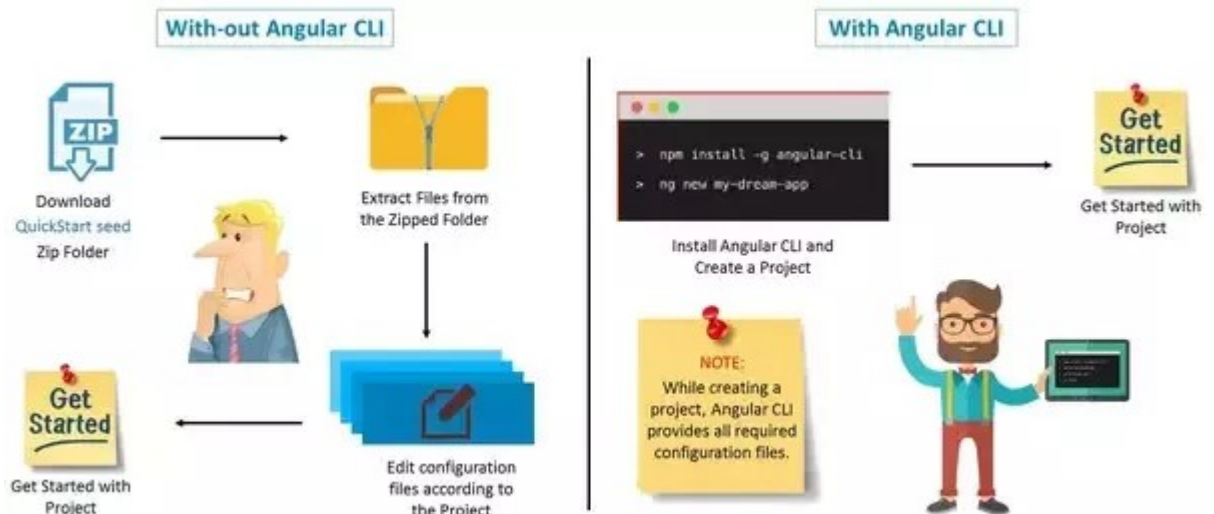 With-out Angular CLI
ZIP
Download
QuickStart seed
Zip Folder
Extract Files from
the Zipped Folder
Edit configuration
files according to
the Project
Get
Started
Get Started with
Project
With Angular CLI
> npm install -g angular-cli
> ng new my-dream-app
Install Angular CLI and
Create a Project
Get
Started
Get Started with
Project
NOTE:
While creating a
project, Angular CLI
provides all required
configuration files.